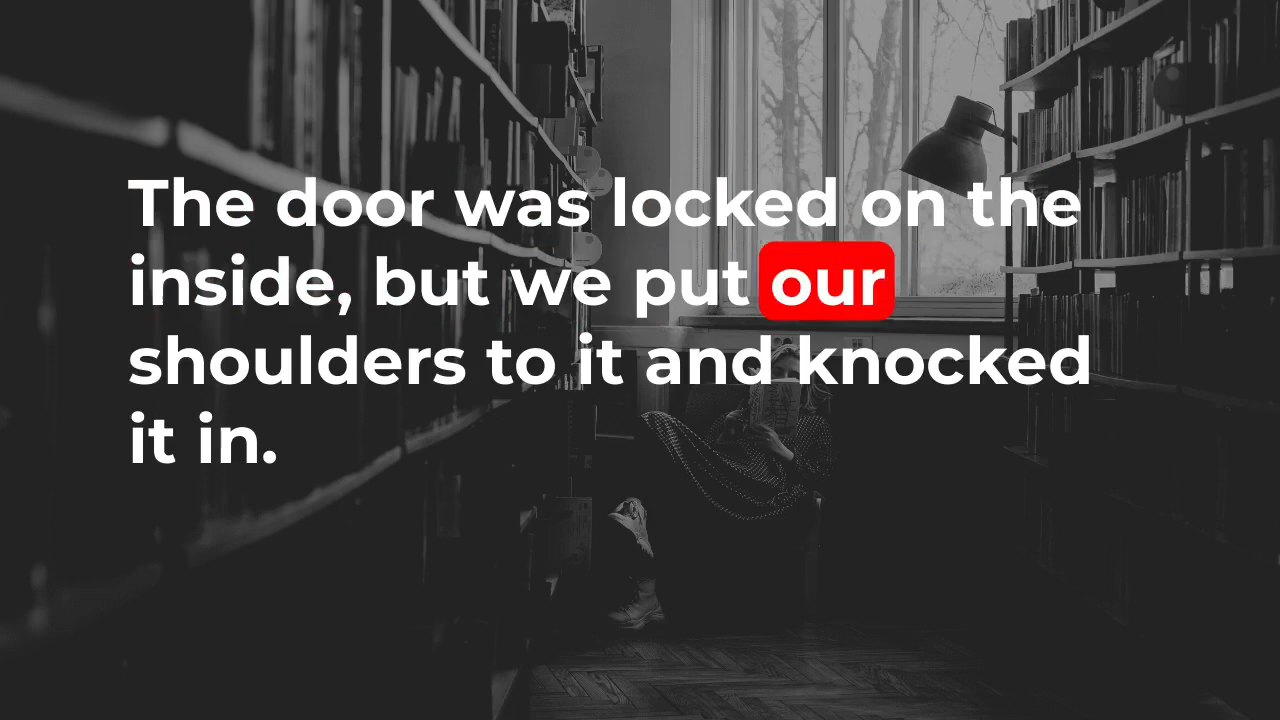 The door was locked on the
inside, but we put our
shoulders to it and knocked
it in.